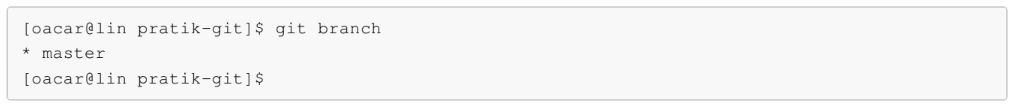 [oacar@lin pratik-git]$ git branch
* master
[oacar@lin pratik-git]$